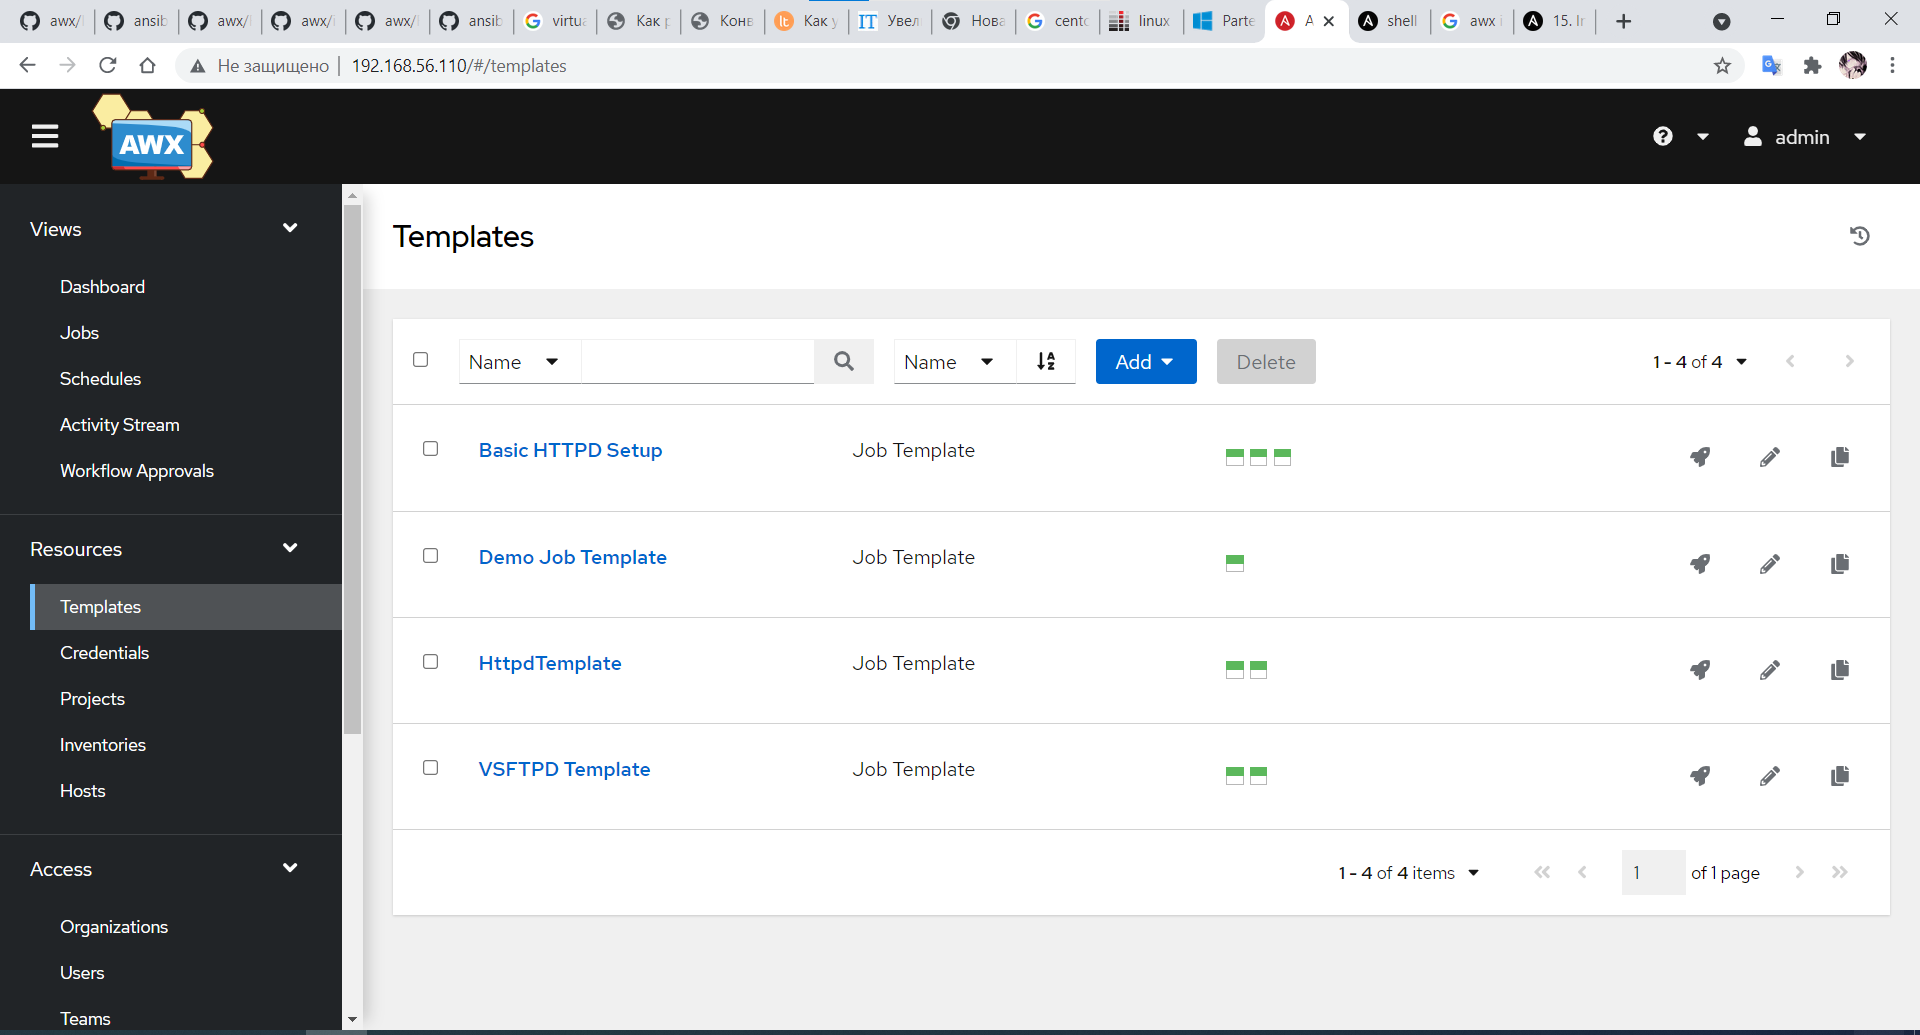 awx/ ansib awx/ awx/ awx/ ansib virtu Как Конв Как у IT Увел Нова cent linux Parte A shell awx i 15. I
Не защищено 192.168.56.110/#/templates
AWX
admin
Views
Dashboard
Jobs
Schedules
Activity Stream
Workflow Approvals
Resources
Templates
Credentials
Projects
Inventories
Hosts
Access
Organizations
Users
Teams
Templates
Name Name Add Delete 1 - 4 of 4
Basic HTTPD Setup Job Template
Demo Job Template Job Template
HttpdTemplate Job Template
VSFTPD Template Job Template
1 - 4 of 4 items 1 of 1 page